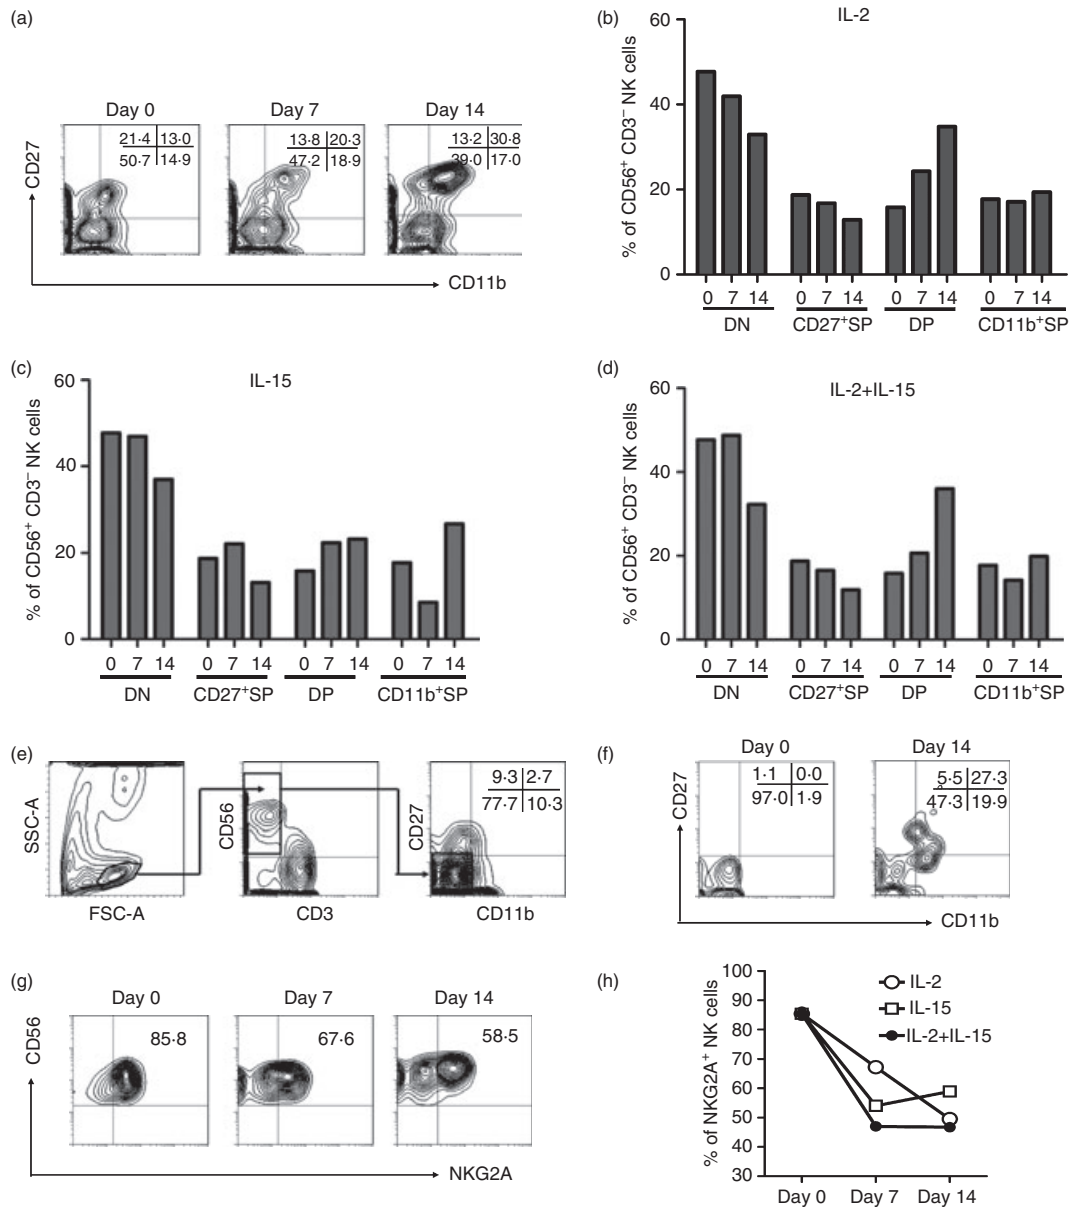 (a)
Day 0 Day 7 Day 14
21·4 13·0
50·7 14·9
13·8 20·3
47·2 18·9
13·2 30·8
39·0 17·0
CD27
CD11b
(b)
IL-2
% of CD56+ CD3– NK cells
60
40
20
0
0 7 14 0 7 14 0 7 14 0 7 14
DN CD27+SP DP CD11b+SP
(c)
IL-15
% of CD56+ CD3– NK cells
60
40
20
0
0 7 14 0 7 14 0 7 14 0 7 14
DN CD27+SP DP CD11b+SP
(d)
IL-2+IL-15
% of CD56+ CD3– NK cells
60
40
20
0
0 7 14 0 7 14 0 7 14 0 7 14
DN CD27+SP DP CD11b+SP
(e)
SSC-A
FSC-A
CD56
CD3
CD27
9·3 2·7
77·7 10·3
CD11b
(f)
Day 0 Day 14
CD27
1·1 0·0
97·0 1·9
5·5 27·3
47·3 19·9
CD11b
(g)
CD56
Day 0 Day 7 Day 14
85·8 67·6 58·5
NKG2A
(h)
% of NKG2A+ NK cells
100
90
80
70
60
50
40
30
IL-2
IL-15
IL-2+IL-15
Day 0 Day 7 Day 14